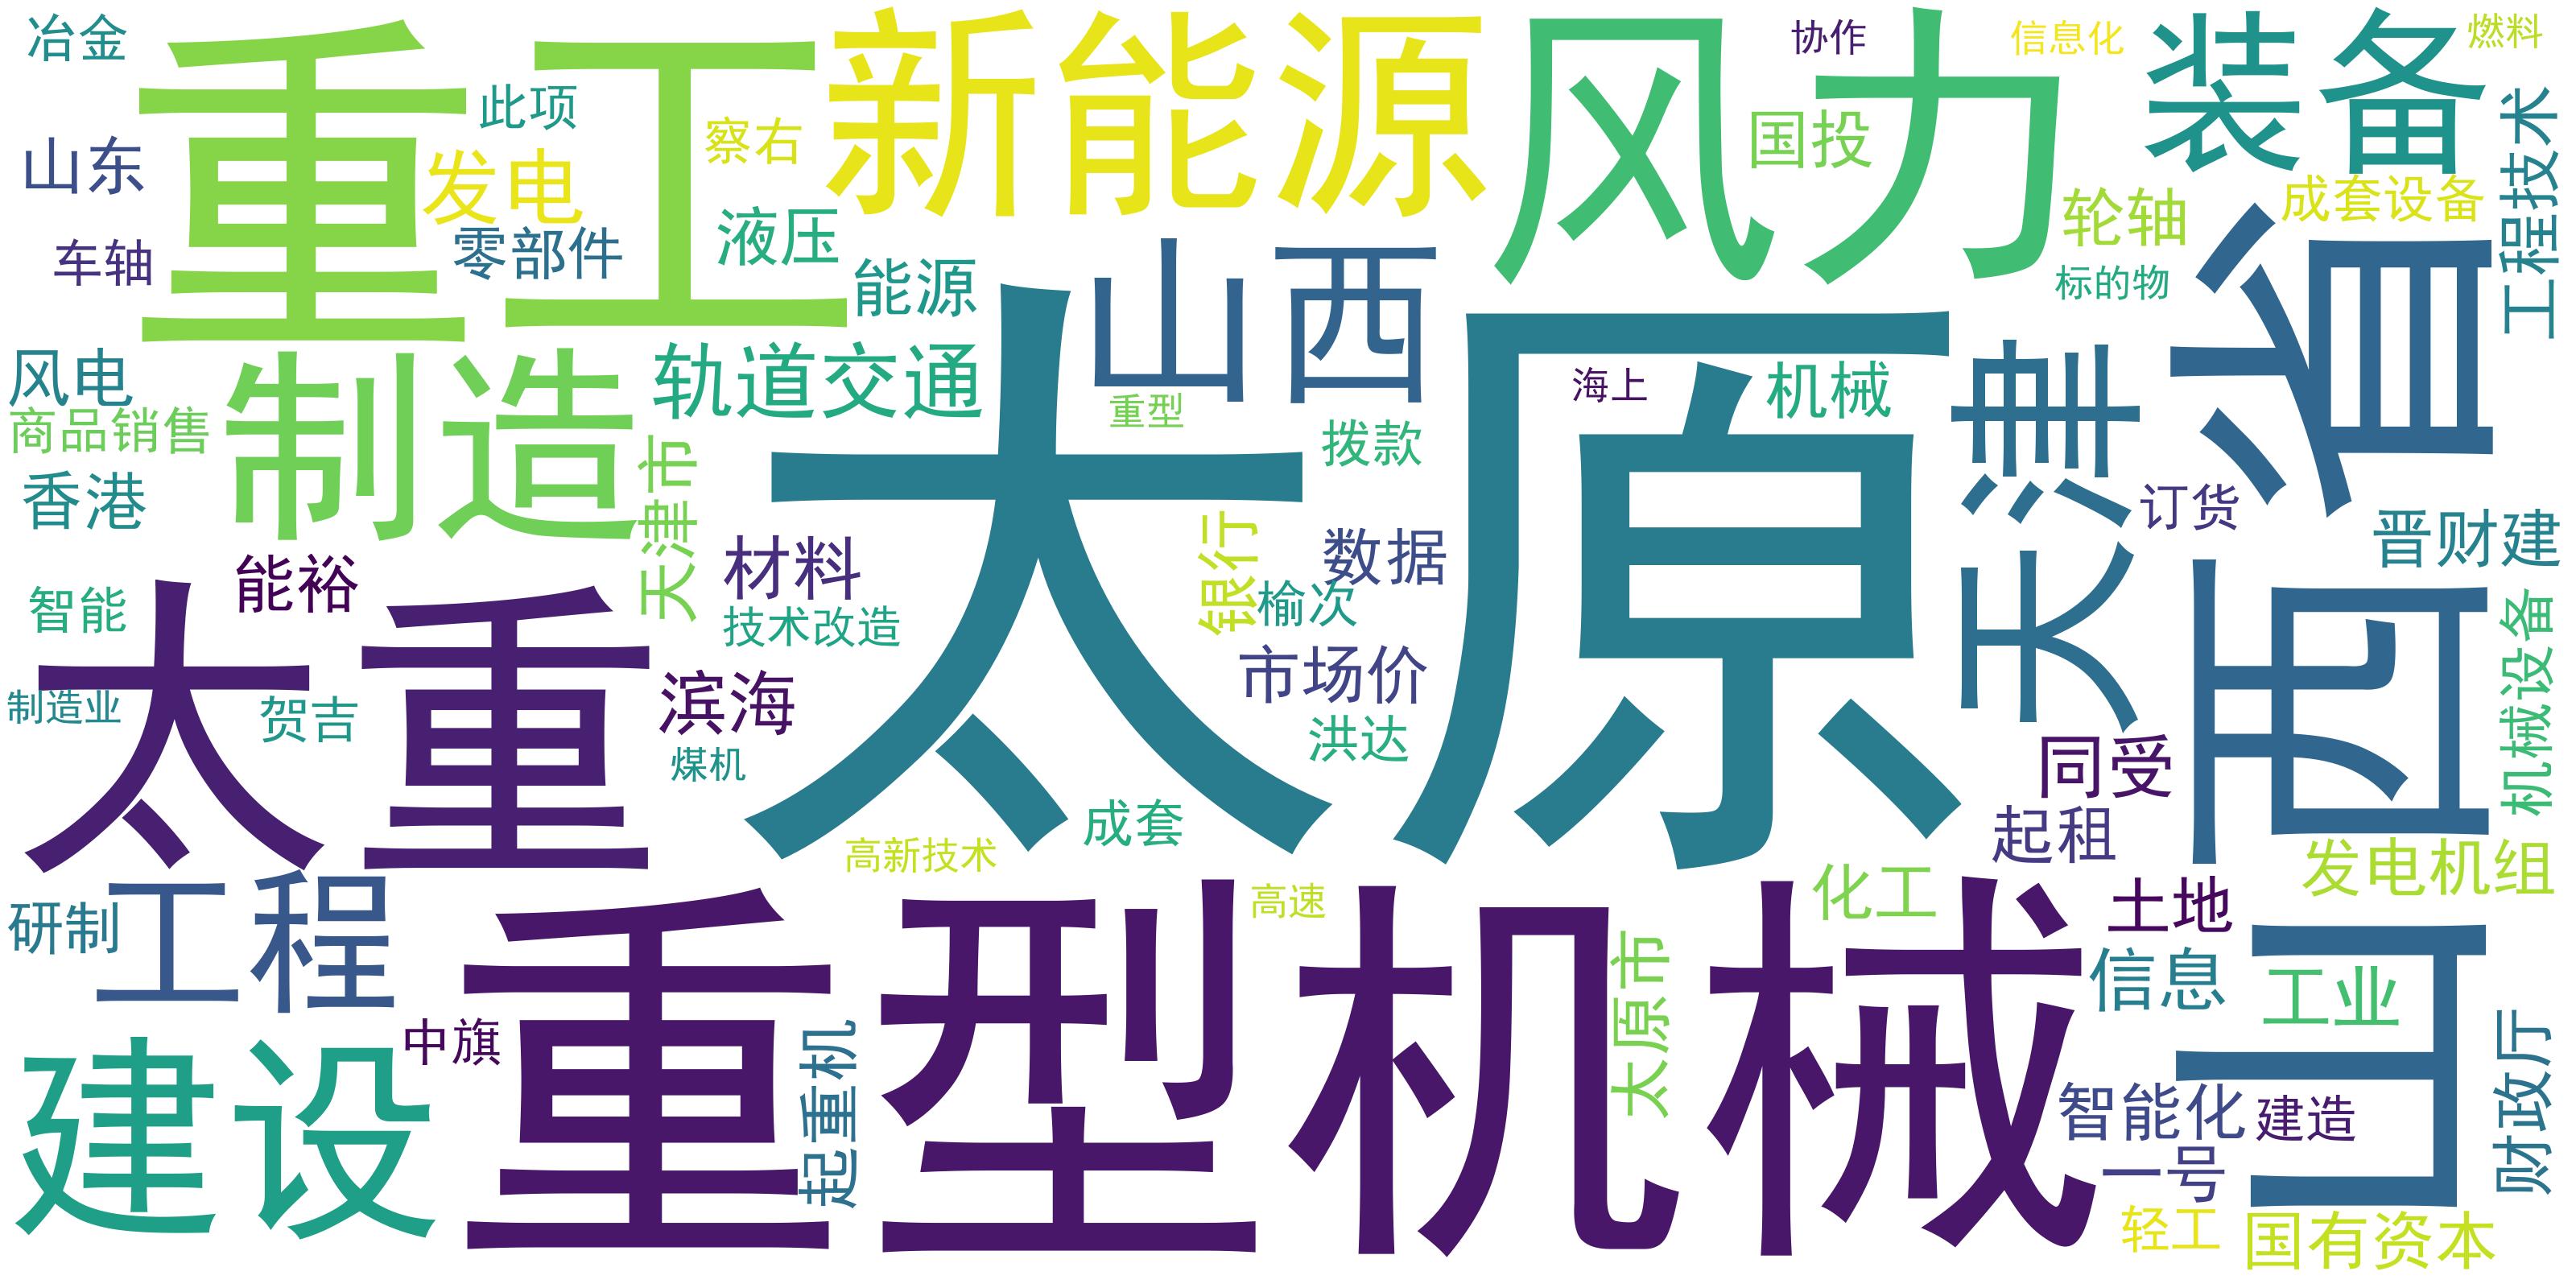 冶金
重工
新能源
风力
协作
信息化
装备
燃料
此项
察右
国投
工程技术
山东
发电
轮轴
成套设备
车轴
零部件
液压
能源
山西
标的物
山西省
风电
制造
轨道交通
太原
海上
机械
天津
商品销售
重型
拨款
香港
天津市
订货
能裕
材料
银行
数据
晋财建
智能
太重
技术改造
榆次
机械设备
制造业
贺吉
滨海
市场价
煤机
洪达
同受
成套
起租
高新技术
发电机组
研制
工程
重型机械
高速
化工
土地
太原市
信息
工业
建设
中旗
起重机
财政厅
智能化
建造
一号
轻工
国有资本